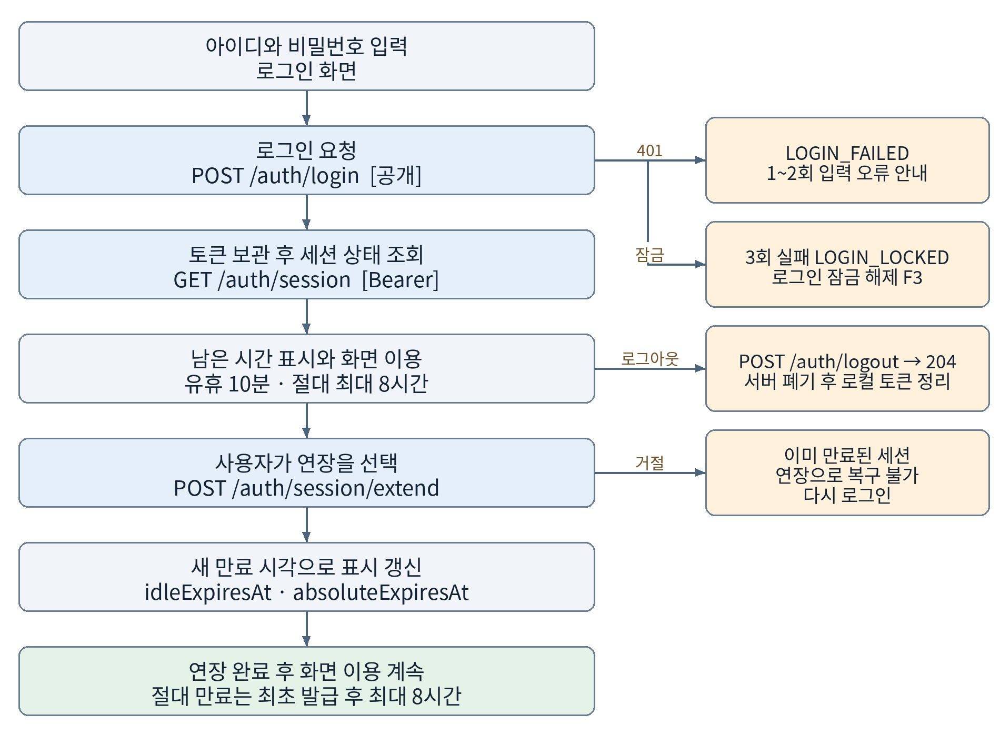 아이디와 비밀번호 입력
로그인 화면
로그인 요청
POST /auth/login [공개]
401
LOGIN_FAILED
1~2회 입력 오류 안내
토큰 보관 후 세션 상태 조회
GET /auth/session [Bearer]
잠금
3회 실패 LOGIN_LOCKED
로그인 잠금 해제 F3
남은 시간 표시와 화면 이용
유휴 10분 · 절대 최대 8시간
로그아웃
POST /auth/logout → 204
서버 폐기 후 로컬 토큰 정리
사용자가 연장을 선택
POST /auth/session/extend
거절
이미 만료된 세션
연장으로 복구 불가
다시 로그인
새 만료 시각으로 표시 갱신
idleExpiresAt · absoluteExpiresAt
연장 완료 후 화면 이용 계속
절대 만료는 최초 발급 후 최대 8시간